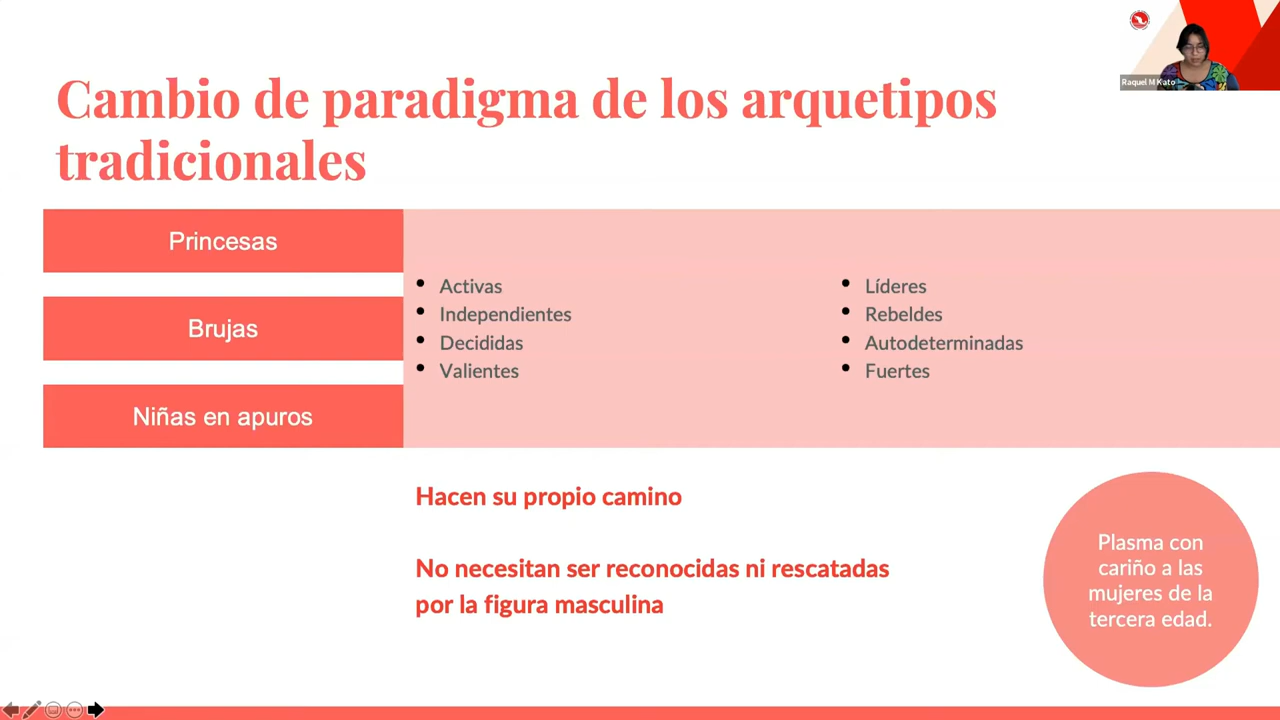 Raquel M Kato
Cambio de paradigma de los arquetipos
tradicionales
Princesas
Brujas
Niñas en apuros
Activas
Independientes
Decididas
Valientes
Líderes
Rebeldes
Autodeterminadas
Fuertes
Hacen su propio camino
No necesitan ser reconocidas ni rescatadas
por la figura masculina
Plasma con
cariño a las
mujeres de la
tercera edad.